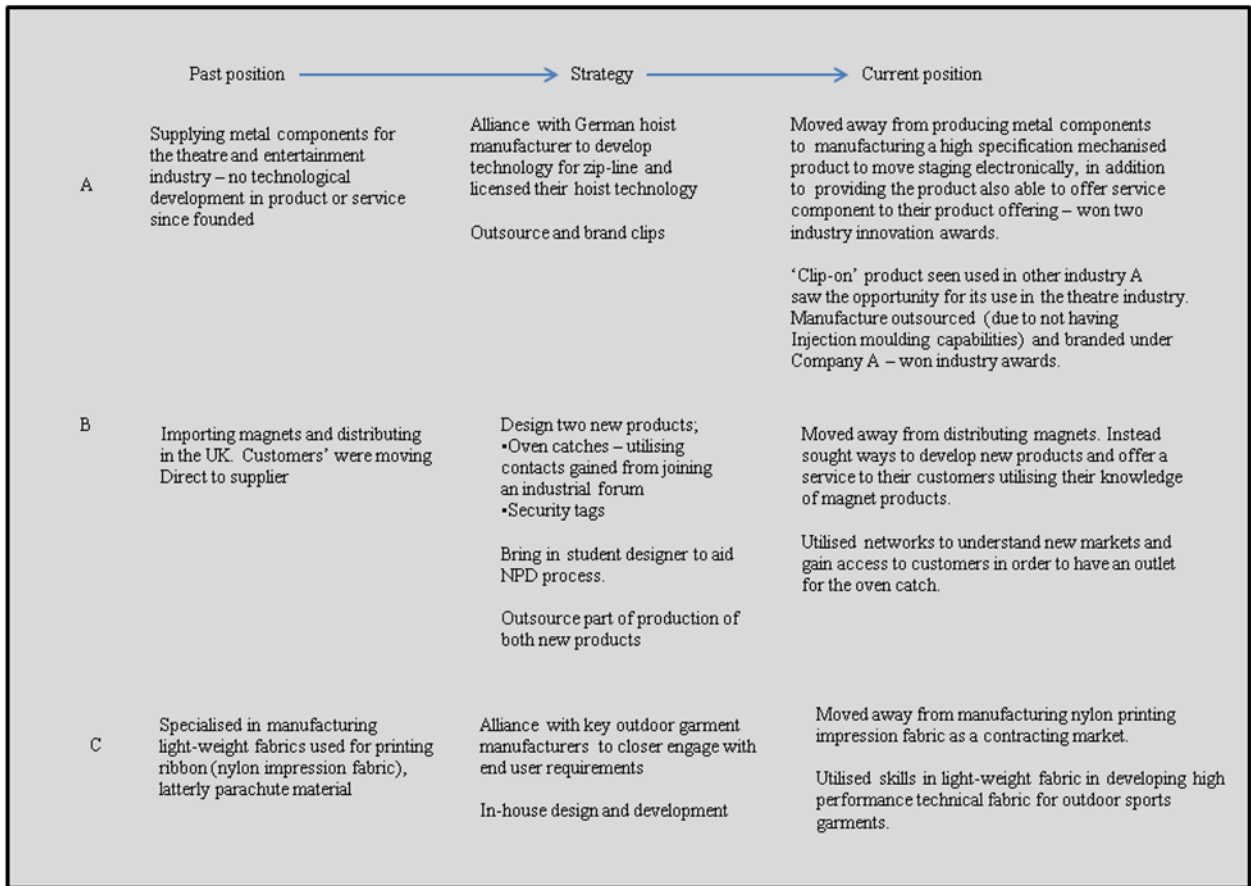 Past position
Strategy
Current position
A
Supplying metal components for
the theatre and entertainment
industry – no technological
development in product or service
since founded
Alliance with German hoist
manufacturer to develop
technology for zip-line and
licensed their hoist technology
Outsource and brand clips
Moved away from producing metal components
to manufacturing a high specification mechanised
product to move staging electronically, in addition
to providing the product also able to offer service
component to their product offering – won two
industry innovation awards.
‘Clip-on’ product seen used in other industry A
saw the opportunity for its use in the theatre industry.
Manufacture outsourced (due to not having
Injection moulding capabilities) and branded under
Company A – won industry awards.
B
Importing magnets and distributing
in the UK. Customers’ were moving
Direct to supplier
Design two new products;
•Oven catches – utilising
contacts gained from joining
an industrial forum
•Security tags
Bring in student designer to aid
NPD process.
Outsource part of production of
both new products
Moved away from distributing magnets. Instead
sought ways to develop new products and offer a
service to their customers utilising their knowledge
of magnet products.
Utilised networks to understand new markets and
gain access to customers in order to have an outlet
for the oven catch.
C
Specialised in manufacturing
light-weight fabrics used for printing
ribbon (nylon impression fabric),
latterly parachute material
Alliance with key outdoor garment
manufacturers to closer engage with
end user requirements
In-house design and development
Moved away from manufacturing nylon printing
impression fabric as a contracting market.
Utilised skills in light-weight fabric in developing high
performance technical fabric for outdoor sports
garments.